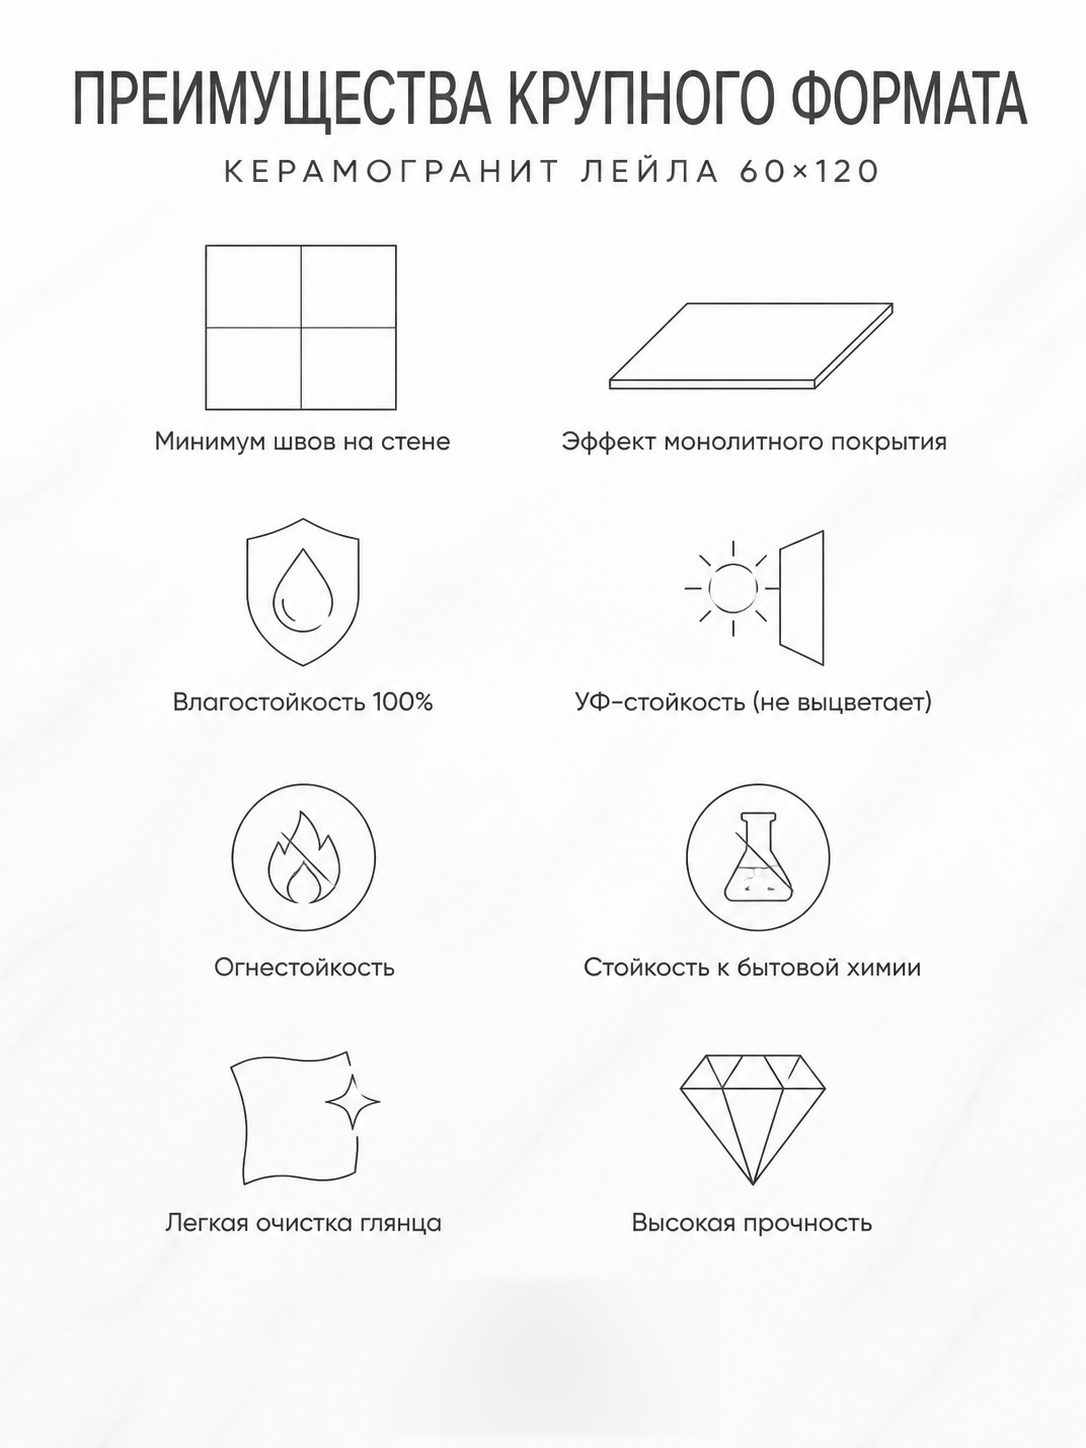 ПРЕИМУЩЕСТВА КРУПНОГО ФОРМАТА
КЕРАМОГРАНИТ ЛЕЙЛА 60×120
Минимум швов на стене
Эффект монолитного покрытия
Влагостойкость 100%
УФ-стойкость (не выцветает)
Огнестойкость
Стойкость к бытовой химии
Легкая очистка глянца
Высокая прочность